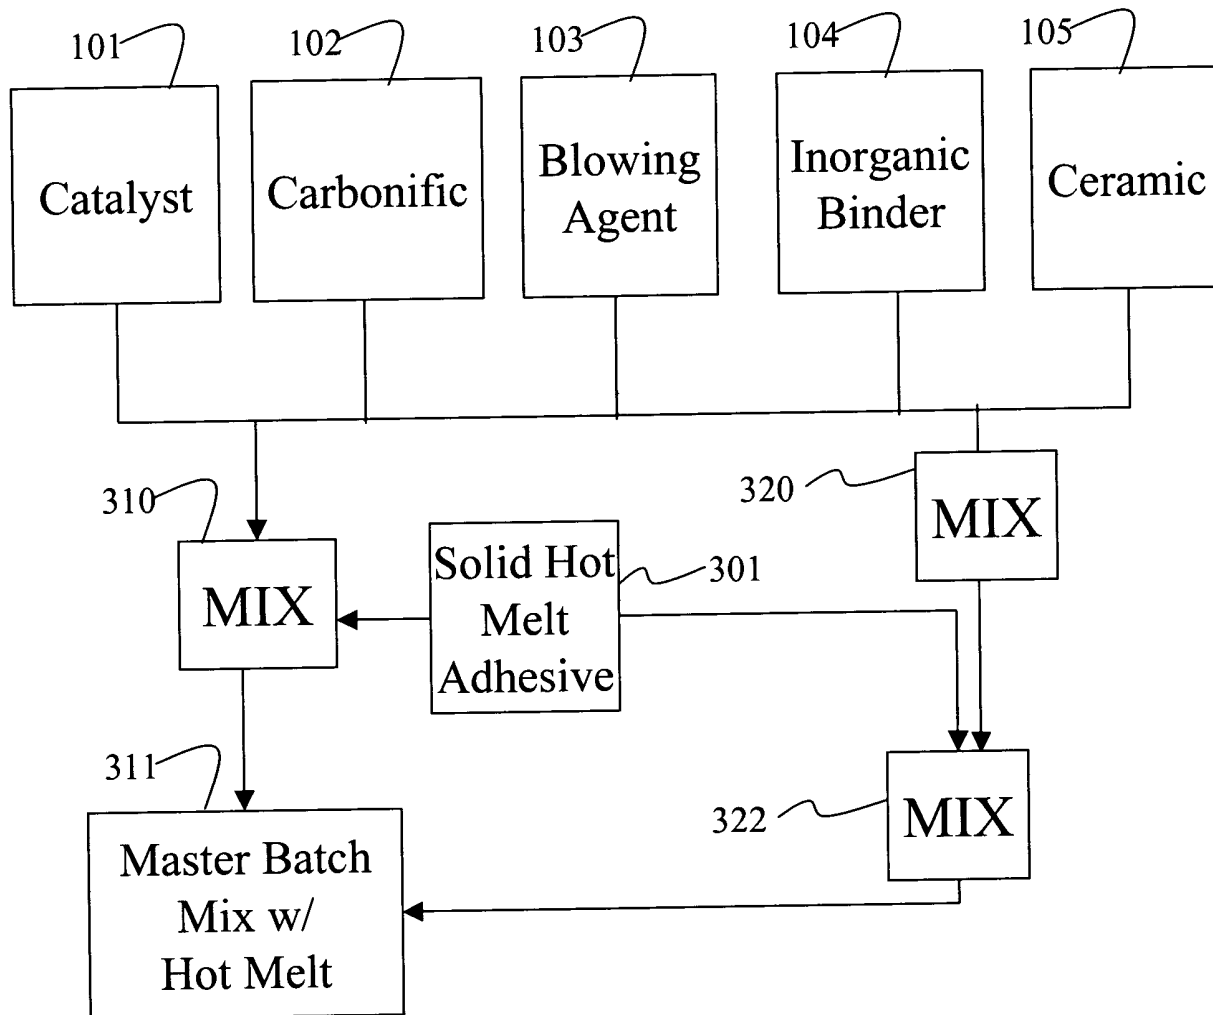 101
102
103
104
105
Catalyst
Carbonific
Blowing
Agent
Inorganic
Binder
Ceramic
310
MIX
Solid Hot
Melt
Adhesive
301
320
MIX
311
Master Batch
Mix w/
Hot Melt
322
MIX